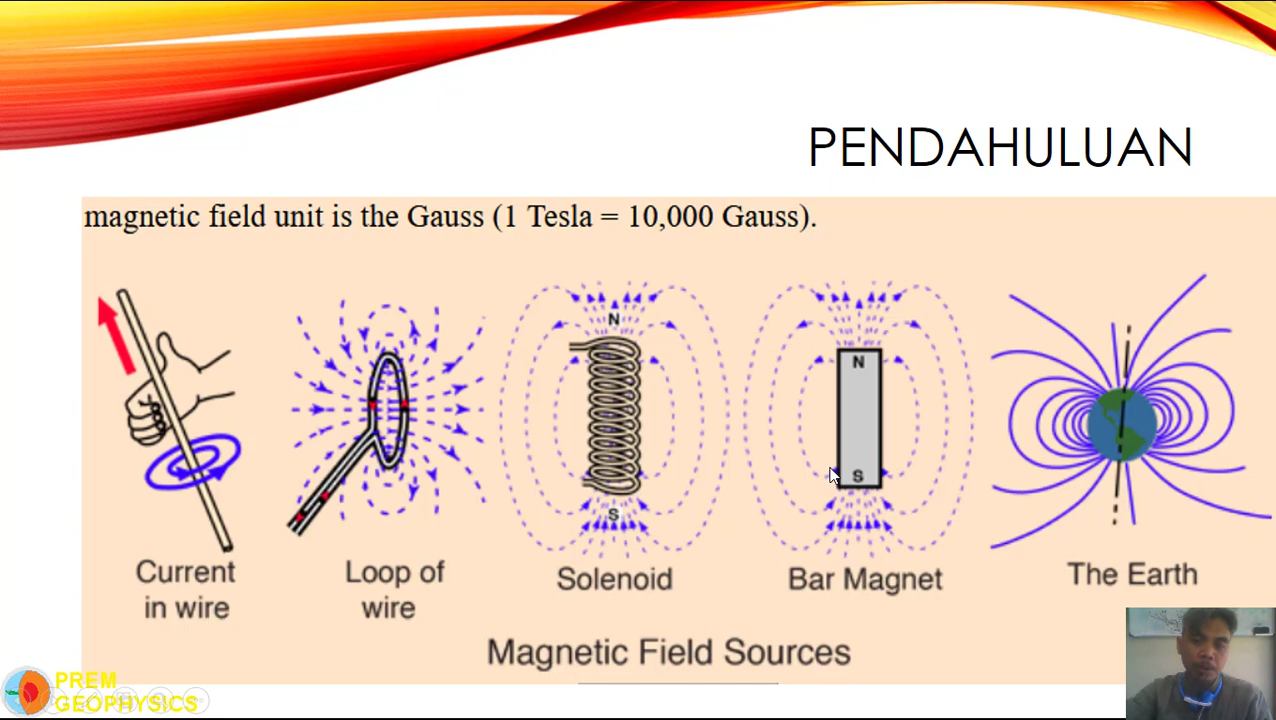 PENDAHULUAN
magnetic field unit is the Gauss (1 Tesla = 10,000 Gauss).
N
S
N
S
Current
in wire
Loop of
wire
Solenoid
Bar Magnet
The Earth
Magnetic Field Sources
PREM
GEOPHYSICS